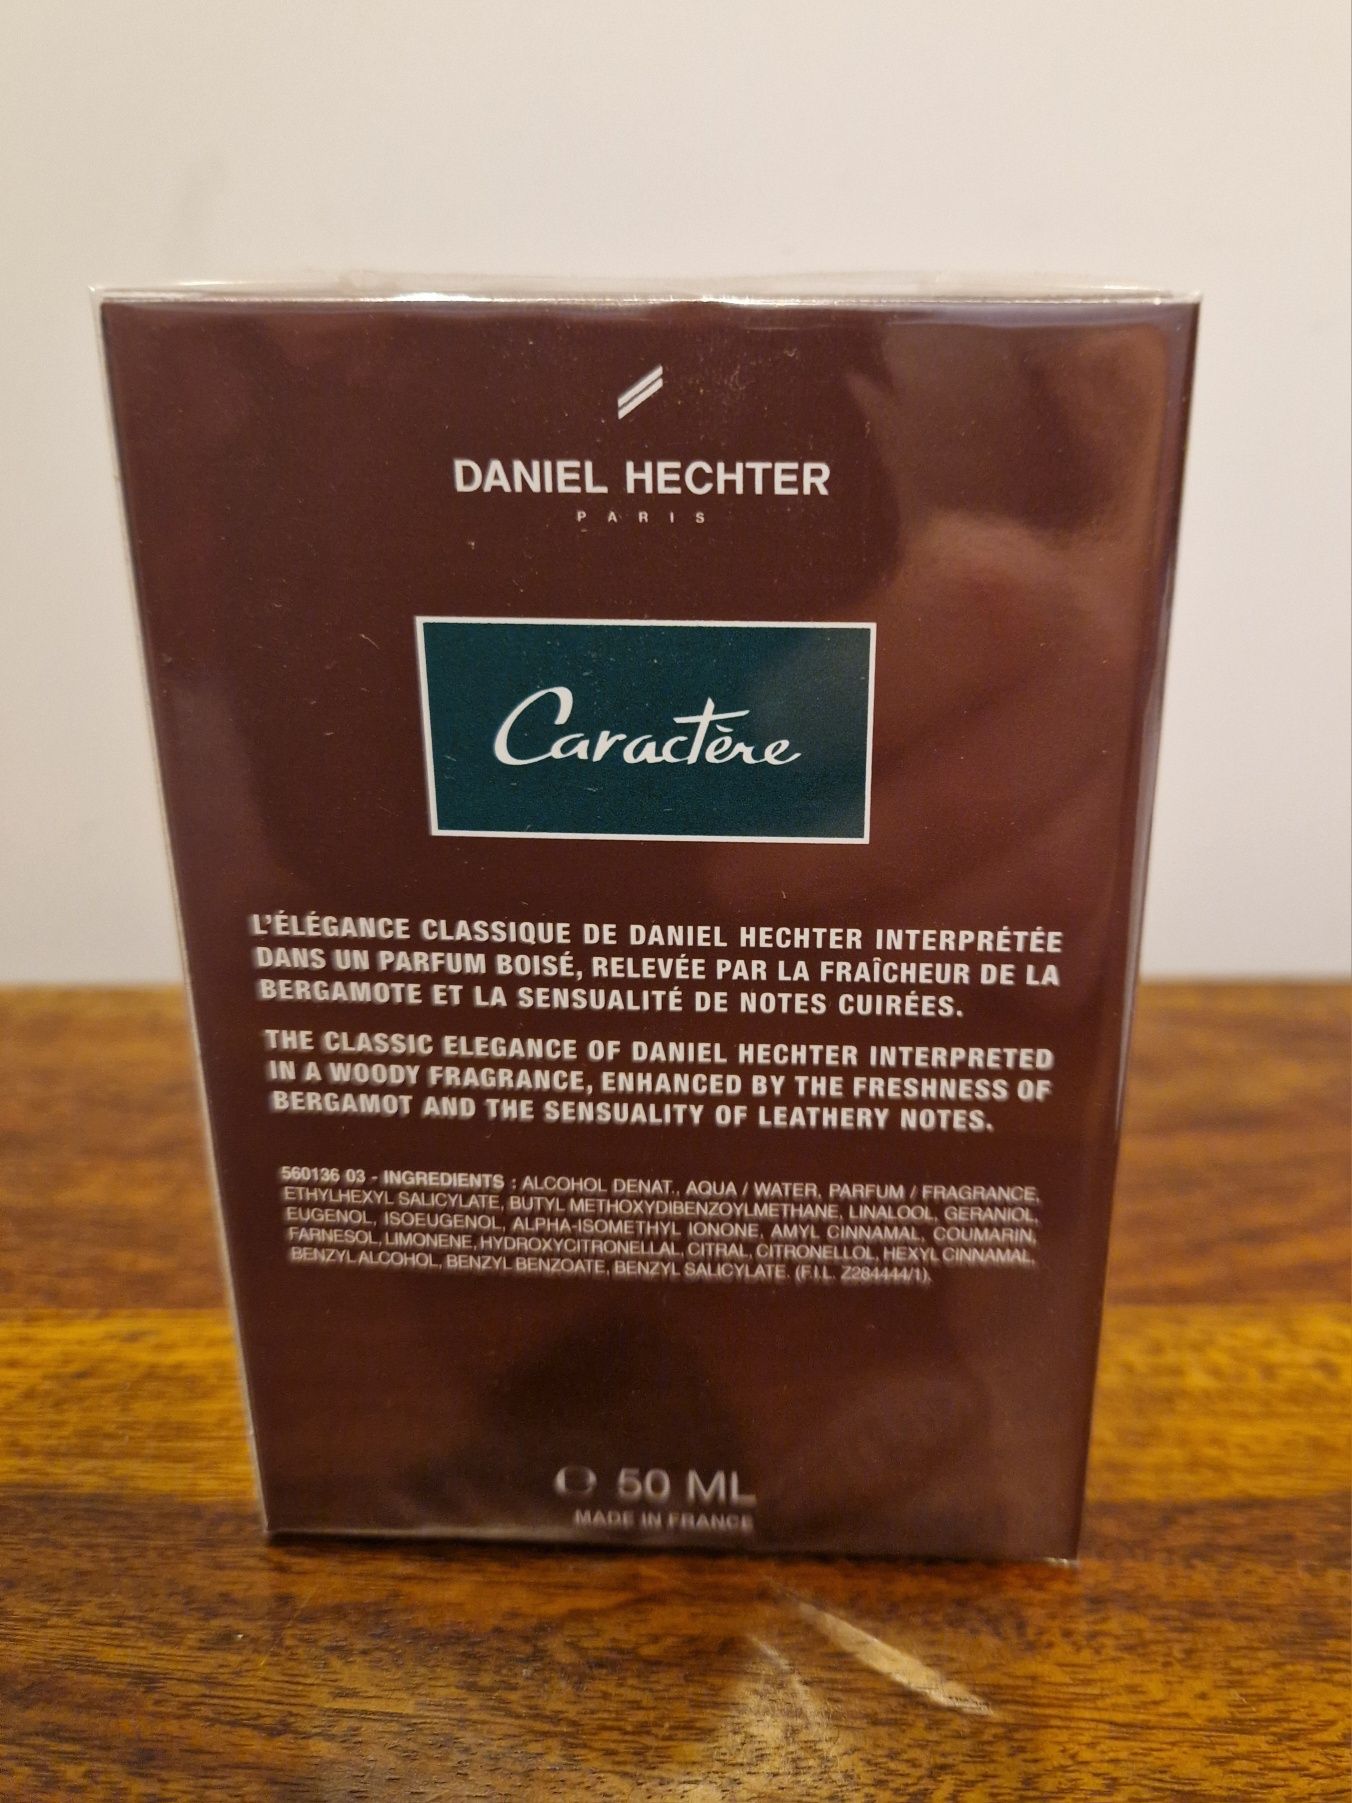 DANIEL HECHTER
PARIS
Caractère
L'ÉLÉGANCE CLASSIQUE DE DANIEL HECHTER INTERPRÉTÉE
DANS UN PARFUM BOISÉ, RELEVÉE PAR LA FRAÎCHEUR DE LA
BERGAMOTE ET LA SENSUALITÉ DE NOTES CUIRÉES.
THE CLASSIC ELEGANCE OF DANIEL HECHTER INTERPRETED
IN A WOODY FRAGRANCE, ENHANCED BY THE FRESHNESS OF
BERGAMOT AND THE SENSUALITY OF LEATHERY NOTES.
560136 03 - INGREDIENTS : ALCOHOL DENAT., AQUA / WATER, PARFUM / FRAGRANCE,
ETHYLHEXYL SALICYLATE, BUTYL METHOXYDIBENZOYLMETHANE, LINALOOL, GERANIOL,
EUGENOL, ISOEUGENOL, ALPHA-ISOMETHYL IONONE, AMYL CINNAMAL, COUMARIN,
FARNESOL, LIMONENE, HYDROXYCITRONELLAL, CITRAL, CITRONELLOL, HEXYL CINNAMAL,
BENZYL ALCOHOL, BENZYL BENZOATE, BENZYL SALICYLATE. (F.I.L. Z284444/1).
℮ 50 ML
MADE IN FRANCE